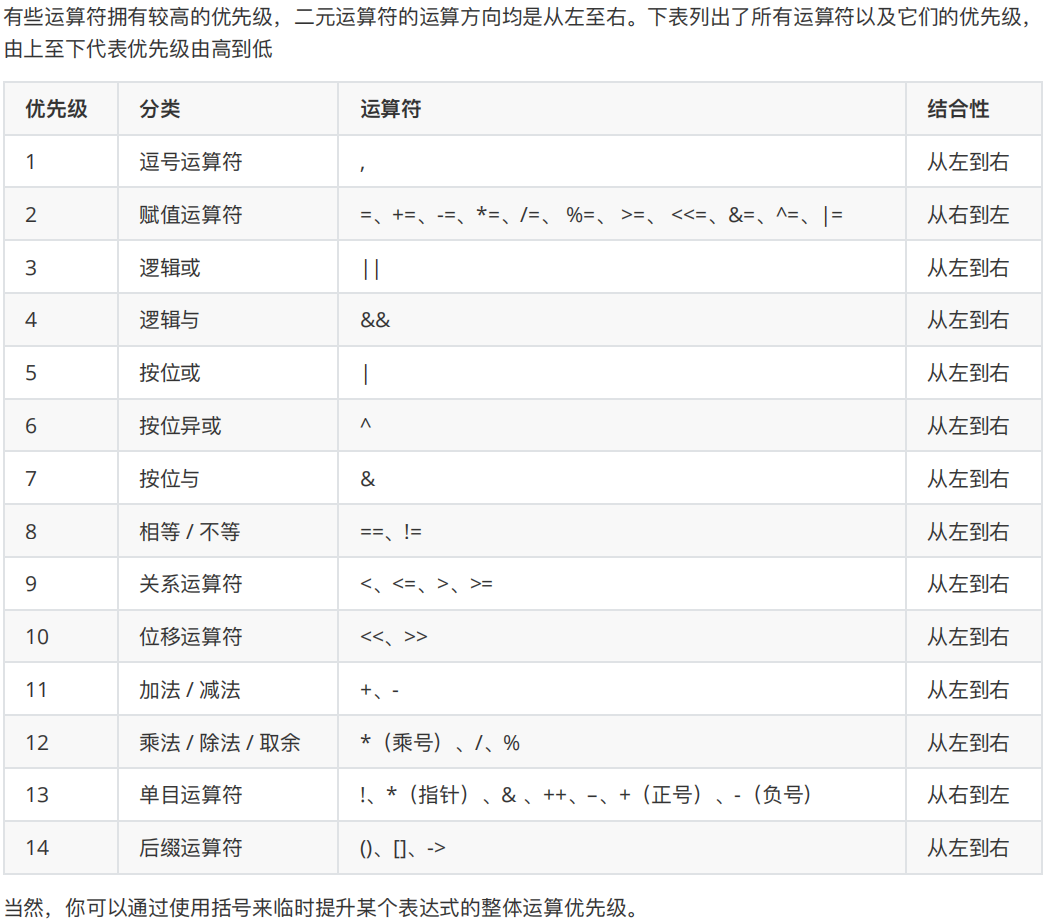 有些运算符拥有较高的优先级，二元运算符的运算方向均是从左至右。下表列出了所有运算符以及它们的优先级，
由上至下代表优先级由高到低
优先级 分类 运算符 结合性
1 逗号运算符 , 从左到右
2 赋值运算符 =、+=、-=、*=、/=、 %=、 >=、 <<=、&=、^=、|= 从右到左
3 逻辑或 || 从左到右
4 逻辑与 && 从左到右
5 按位或 | 从左到右
6 按位异或 ^ 从左到右
7 按位与 & 从左到右
8 相等 / 不等 ==、!= 从左到右
9 关系运算符 <、<=、>、>= 从左到右
10 位移运算符 <<、>> 从左到右
11 加法 / 减法 +、- 从左到右
12 乘法 / 除法 / 取余 *（乘号）、/、% 从左到右
13 单目运算符 !、*（指针）、& 、++、–、+（正号）、-（负号） 从右到左
14 后缀运算符 ()、[]、-> 从左到右
当然，你可以通过使用括号来临时提升某个表达式的整体运算优先级。